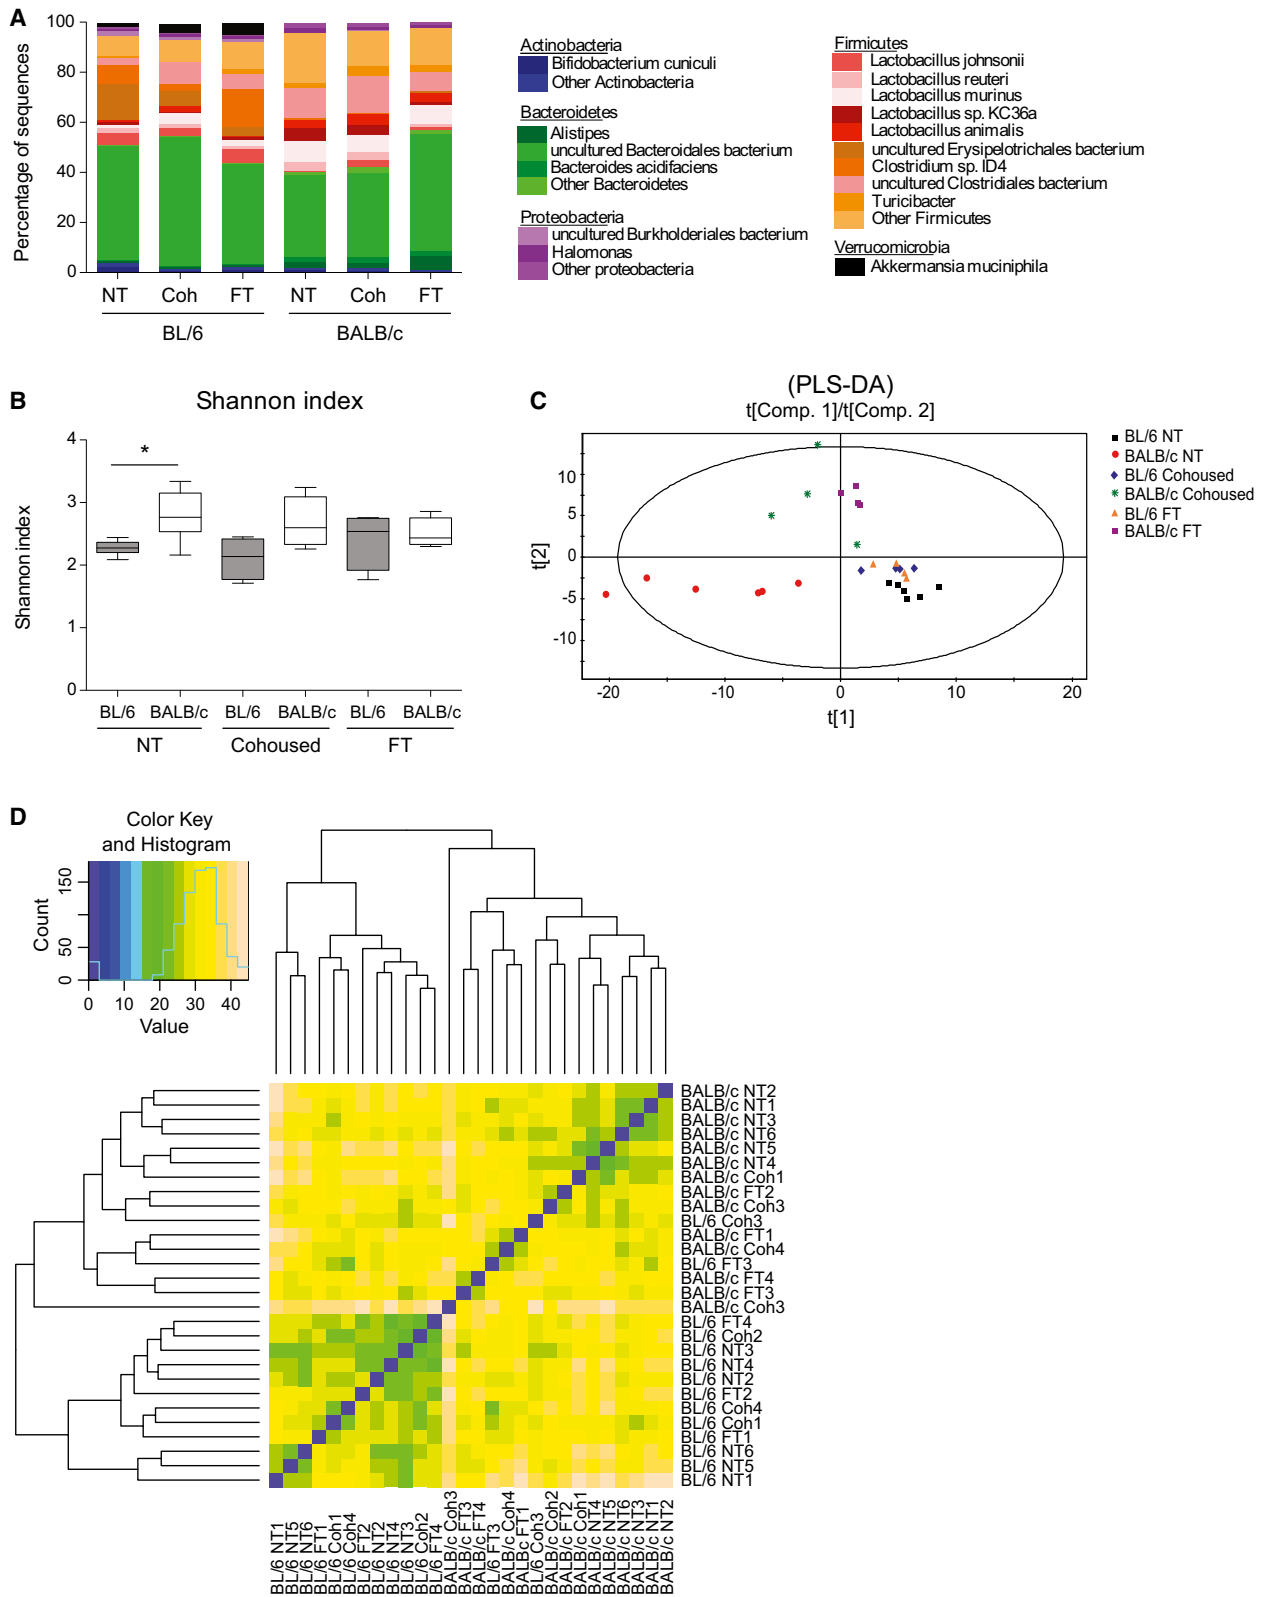 A
Percentage of sequences
100
80
60
40
20
0
NT Coh FT NT Coh FT
BL/6 BALB/c
Actinobacteria
Bifidobacterium cuniculi
Other Actinobacteria
Bacteroidetes
Alistipes
uncultured Bacteroidales bacterium
Bacteroides acidifaciens
Other Bacteroidetes
Proteobacteria
uncultured Burkholderiales bacterium
Halomonas
Other proteobacteria
Firmicutes
Lactobacillus johnsonii
Lactobacillus reuteri
Lactobacillus murinus
Lactobacillus sp. KC36a
Lactobacillus animalis
uncultured Erysipelotrichales bacterium
Clostridium sp. ID4
uncultured Clostridiales bacterium
Turicibacter
Other Firmicutes
Verrucomicrobia
Akkermansia muciniphila
B
Shannon index
Shannon index
4
3
2
1
0
*
BL/6 BALB/c BL/6 BALB/c BL/6 BALB/c
NT Cohoused FT
C
(PLS-DA)
t[Comp. 1]/t[Comp. 2]
t[2]
10
5
0
-5
-10
-20 -10 0 10 20
t[1]
BL/6 NT
BALB/c NT
BL/6 Cohoused
BALB/c Cohoused
BL/6 FT
BALB/c FT
D
Color Key
and Histogram
Count
150
50
0
0 10 20 30 40
Value
BALB/c NT2
BALB/c NT1
BALB/c NT3
BALB/c NT6
BALB/c NT5
BALB/c NT4
BALB/c Coh1
BALB/c FT2
BALB/c Coh3
BL/6 Coh3
BALB/c FT1
BALB/c Coh4
BL/6 FT3
BALB/c FT4
BALB/c FT3
BALB/c Coh3
BL/6 FT4
BL/6 Coh2
BL/6 NT3
BL/6 NT4
BL/6 NT2
BL/6 FT2
BL/6 Coh4
BL/6 Coh1
BL/6 FT1
BL/6 NT6
BL/6 NT5
BL/6 NT1
BL/6 NT1
BL/6 NT5
BL/6 NT6
BL/6 FT1
BL/6 Coh1
BL/6 Coh4
BL/6 FT2
BL/6 NT2
BL/6 NT4
BL/6 NT3
BL/6 Coh2
BL/6 FT4
BALB/c Coh3
BALB/c FT3
BALB/c FT4
BL/6 FT3
BALB/c Coh4
BALBc FT1
BL/6 Coh3
BALB/c Coh2
BALB/c FT2
BALB/c Coh1
BALB/c NT4
BALB/c NT5
BALB/c NT6
BALB/c NT3
BALB/c NT1
BALB/c NT2